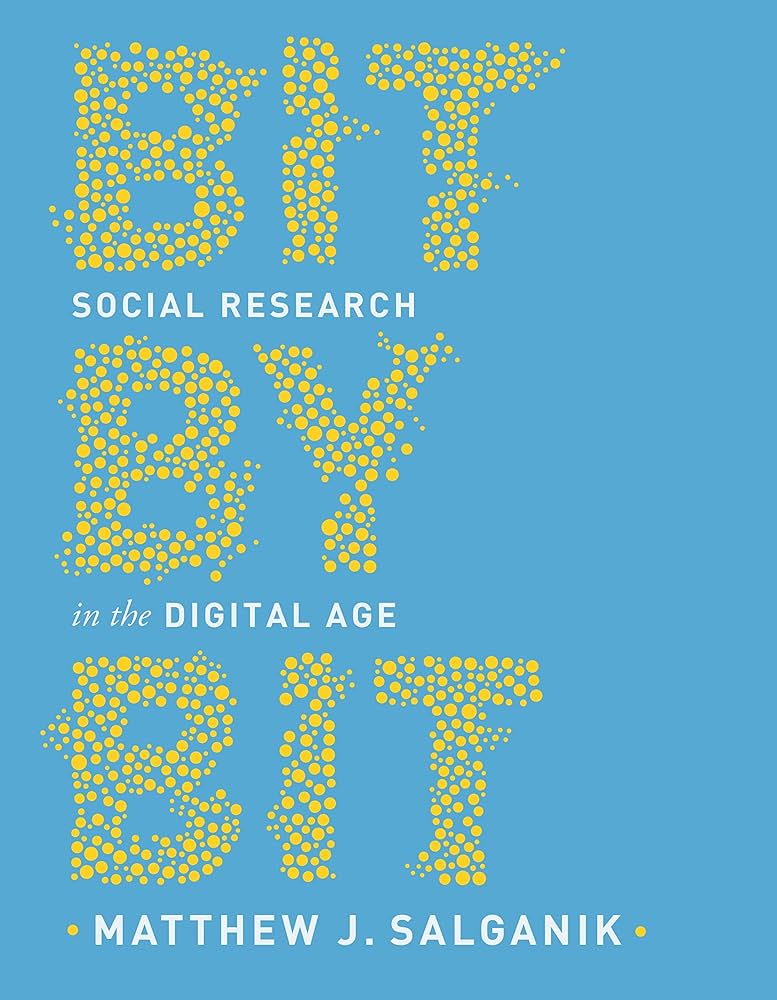 BIT
SOCIAL RESEARCH
BY
in the DIGITAL AGE
BIT
• MATTHEW J. SALGANIK •